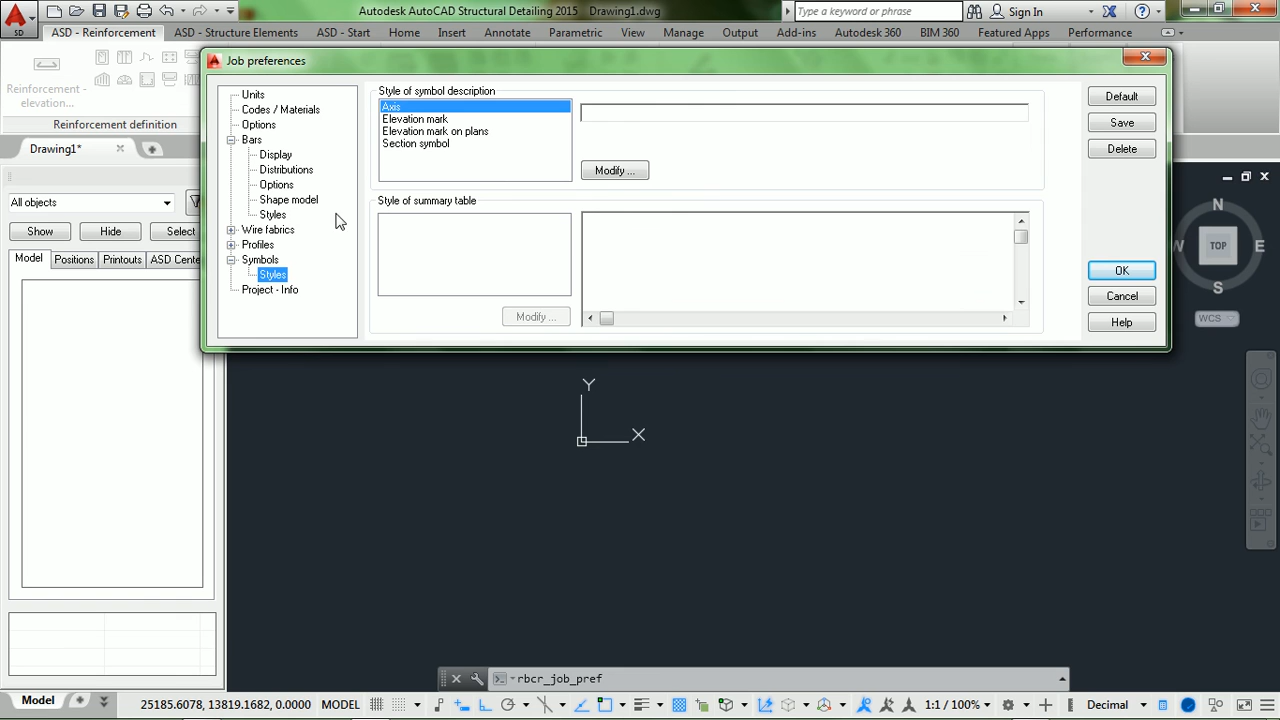 Autodesk AutoCAD Structural Detailing 2015 Drawing1.dwg
Type a keyword or phrase
Sign In
SD
ASD - Reinforcement
ASD - Structure Elements
ASD - Start
Home
Insert
Annotate
Parametric
View
Manage
Output
Add-ins
Autodesk 360
BIM 360
Featured Apps
Performance
Reinforcement -
elevation...
Reinforcement definition
Drawing1*
All objects
Show
Hide
Select
Model
Positions
Printouts
ASD Cente
Job preferences
Units
Codes / Materials
Options
Bars
Display
Distributions
Options
Shape model
Styles
Wire fabrics
Profiles
Symbols
Styles
Project - Info
Style of symbol description
Axis
Elevation mark
Elevation mark on plans
Section symbol
Modify ...
Style of summary table
Modify ...
Default
Save
Delete
OK
Cancel
Help
N
W
TOP
E
S
WCS
Y
X
rbcr_job_pref
Model
25185.6078, 13819.1682, 0.0000
MODEL
1:1 / 100%
Decimal